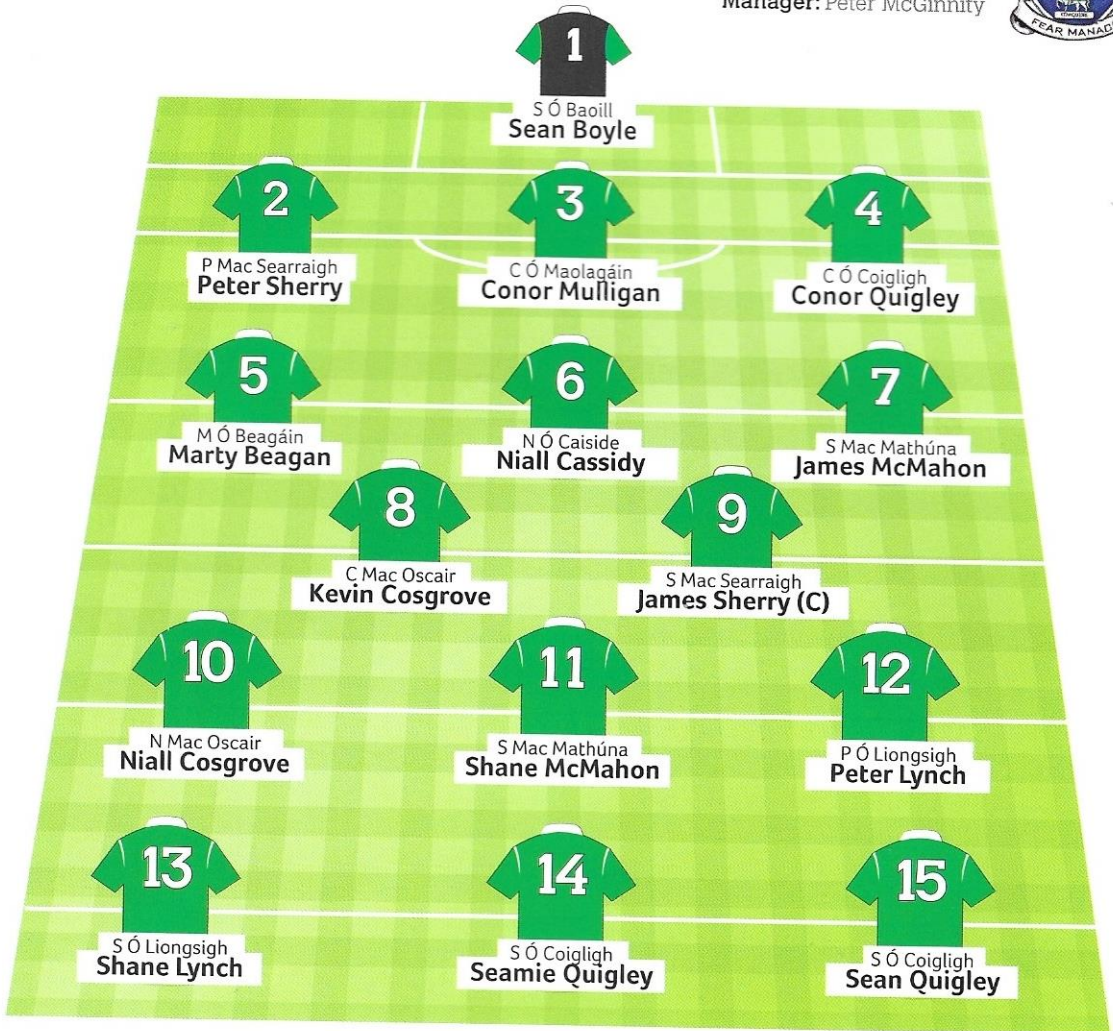 Manager: Peter McGinnity
FEAR MANAC
1
S Ó Baoill
Sean Boyle
2
P Mac Searraigh
Peter Sherry
3
C Ó Maolagáin
Conor Mulligan
4
C Ó Coigligh
Conor Quigley
5
M Ó Beagáin
Marty Beagan
6
N Ó Caiside
Niall Cassidy
7
S Mac Mathúna
James McMahon
8
C Mac Oscair
Kevin Cosgrove
9
S Mac Searraigh
James Sherry (C)
10
N Mac Oscair
Niall Cosgrove
11
S Mac Mathúna
Shane McMahon
12
P Ó Liongsigh
Peter Lynch
13
S Ó Liongsigh
Shane Lynch
14
S Ó Coigligh
Seamie Quigley
15
S Ó Coigligh
Sean Quigley